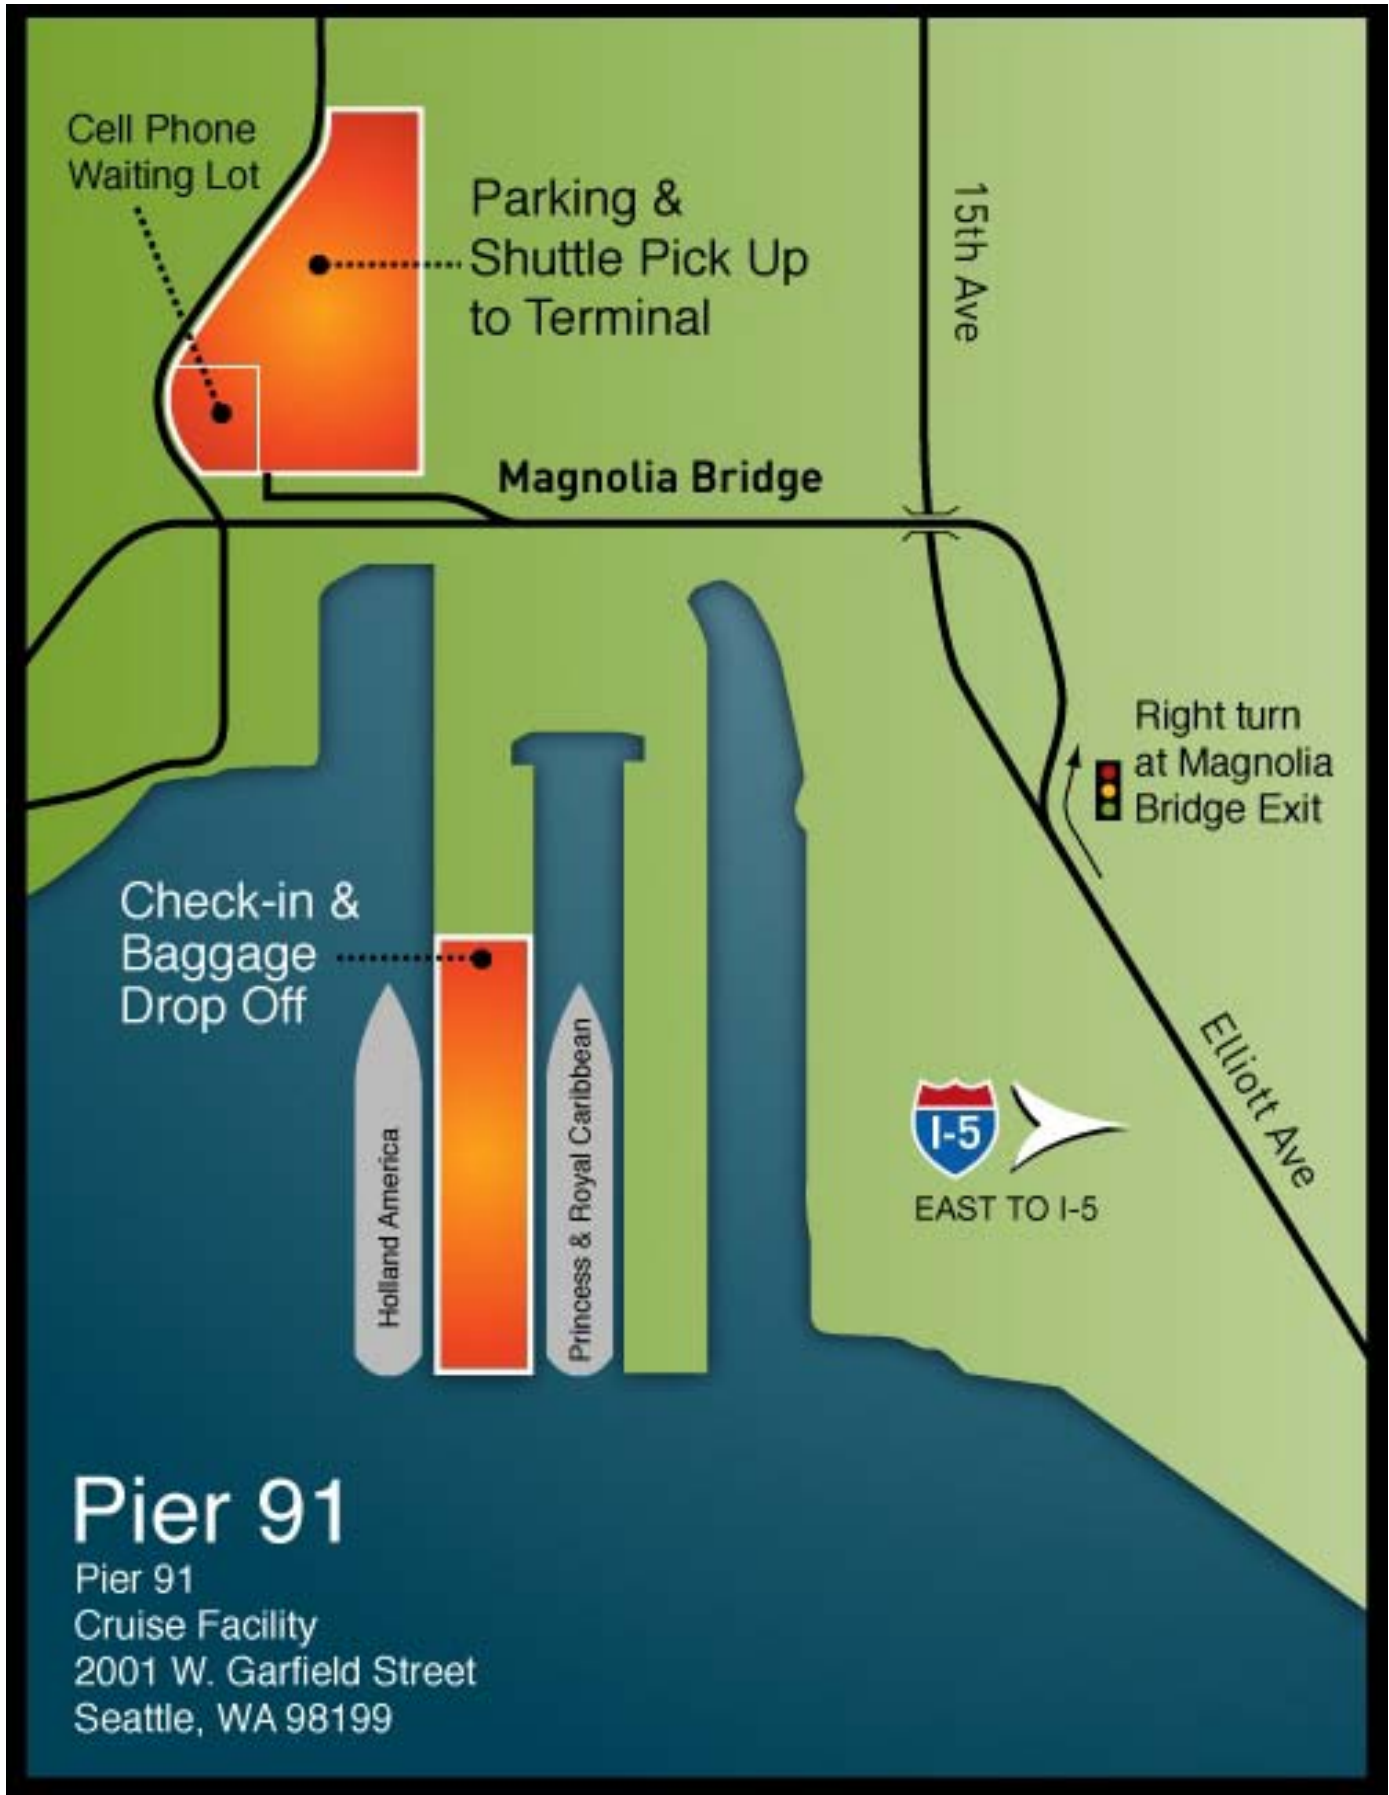 Cell Phone
Waiting Lot
Parking &
Shuttle Pick Up
to Terminal
15th Ave
Magnolia Bridge
Right turn
at Magnolia
Bridge Exit
Check-in &
Baggage
Drop Off
Holland America
Princess & Royal Caribbean
Elliott Ave
I-5
EAST TO I-5
Pier 91
Pier 91
Cruise Facility
2001 W. Garfield Street
Seattle, WA 98199